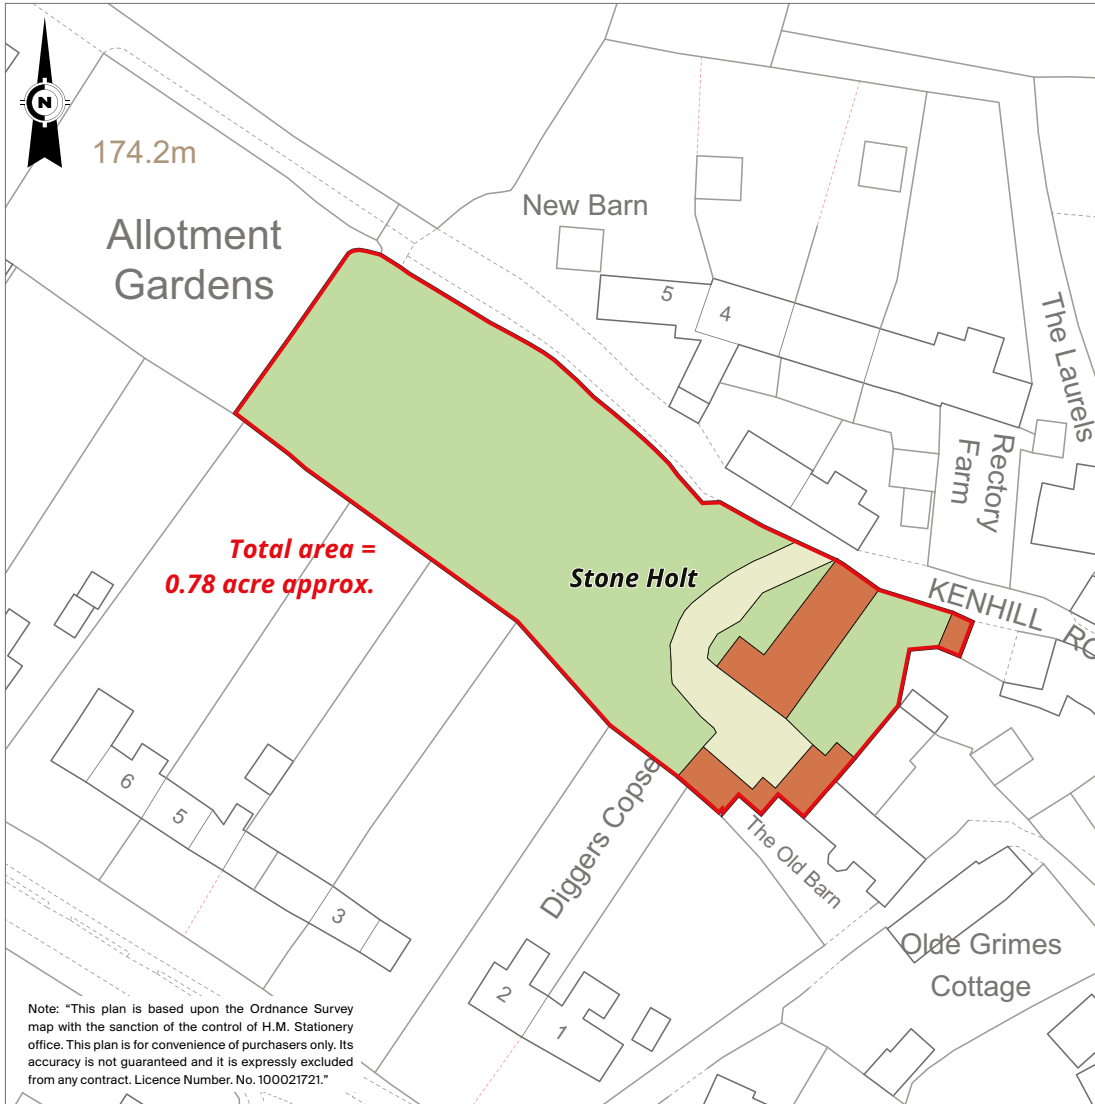 N
174.2m
Allotment
Gardens
New Barn
5
4
The Laurels
Rectory
Farm
Total area =
0.78 acre approx.
Stone Holt
KENHILL RO
6
5
3
Diggers Copse
The Old Barn
2
1
Olde Grimes
Cottage
Note: “This plan is based upon the Ordnance Survey
map with the sanction of the control of H.M. Stationery
office. This plan is for convenience of purchasers only. Its
accuracy is not guaranteed and it is expressly excluded
from any contract. Licence Number. No. 100021721.”